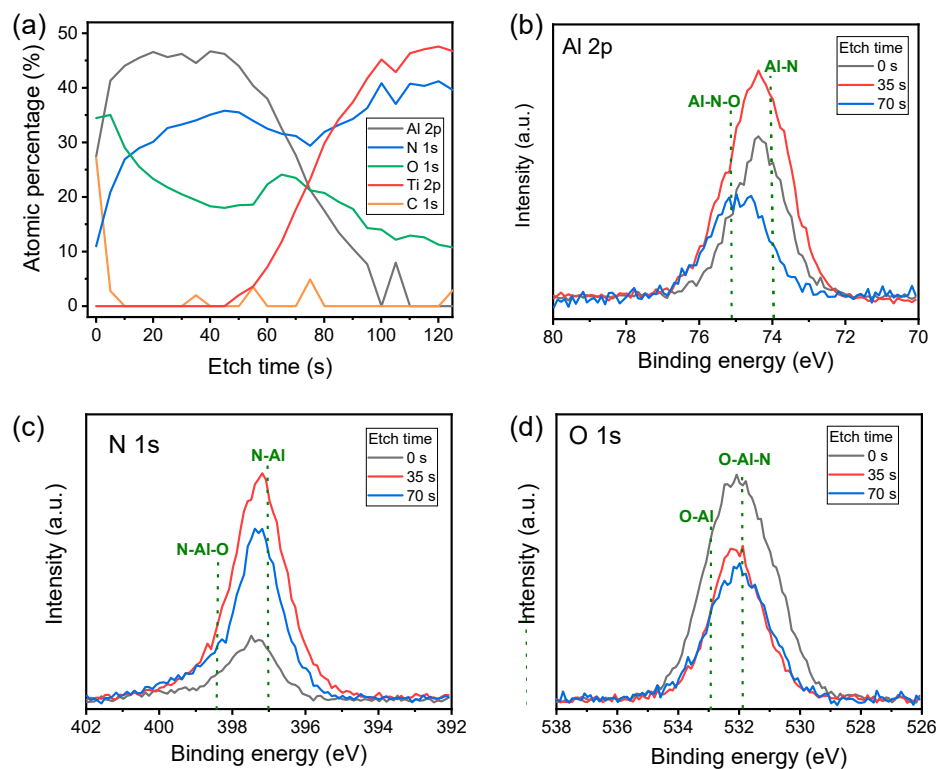 (a)
Atomic percentage (%)
50
40
30
20
10
0
Al 2p
N 1s
O 1s
Ti 2p
C 1s
0 20 40 60 80 100 120
Etch time (s)
(b)
Al 2p
Intensity (a.u.)
Etch time
0 s
35 s
70 s
Al-N
Al-N-O
80 78 76 74 72 70
Binding energy (eV)
(c)
N 1s
Intensity (a.u.)
Etch time
0 s
35 s
70 s
N-Al
N-Al-O
402 400 398 396 394 392
Binding energy (eV)
(d)
O 1s
Intensity (a.u.)
Etch time
0 s
35 s
70 s
O-Al-N
O-Al
538 536 534 532 530 528 526
Binding energy (eV)